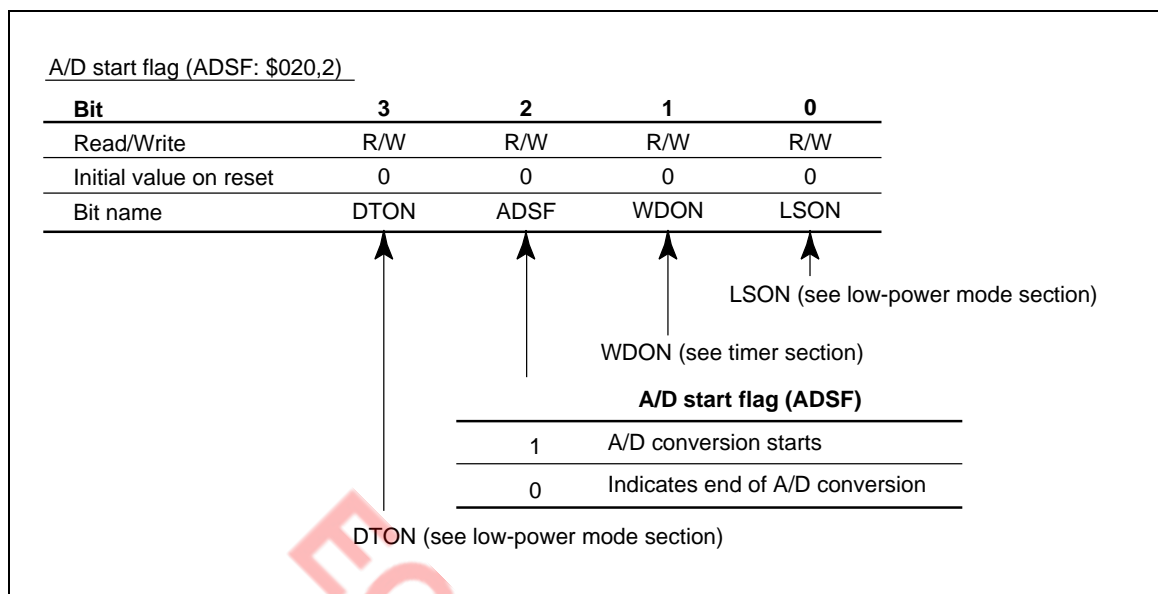 A/D start flag (ADSF: $020,2)
Bit 3 2 1 0
Read/Write R/W R/W R/W R/W
Initial value on reset 0 0 0 0
Bit name DTON ADSF WDON LSON
LSON (see low-power mode section)
WDON (see timer section)
A/D start flag (ADSF)
1 A/D conversion starts
0 Indicates end of A/D conversion
DTON (see low-power mode section)